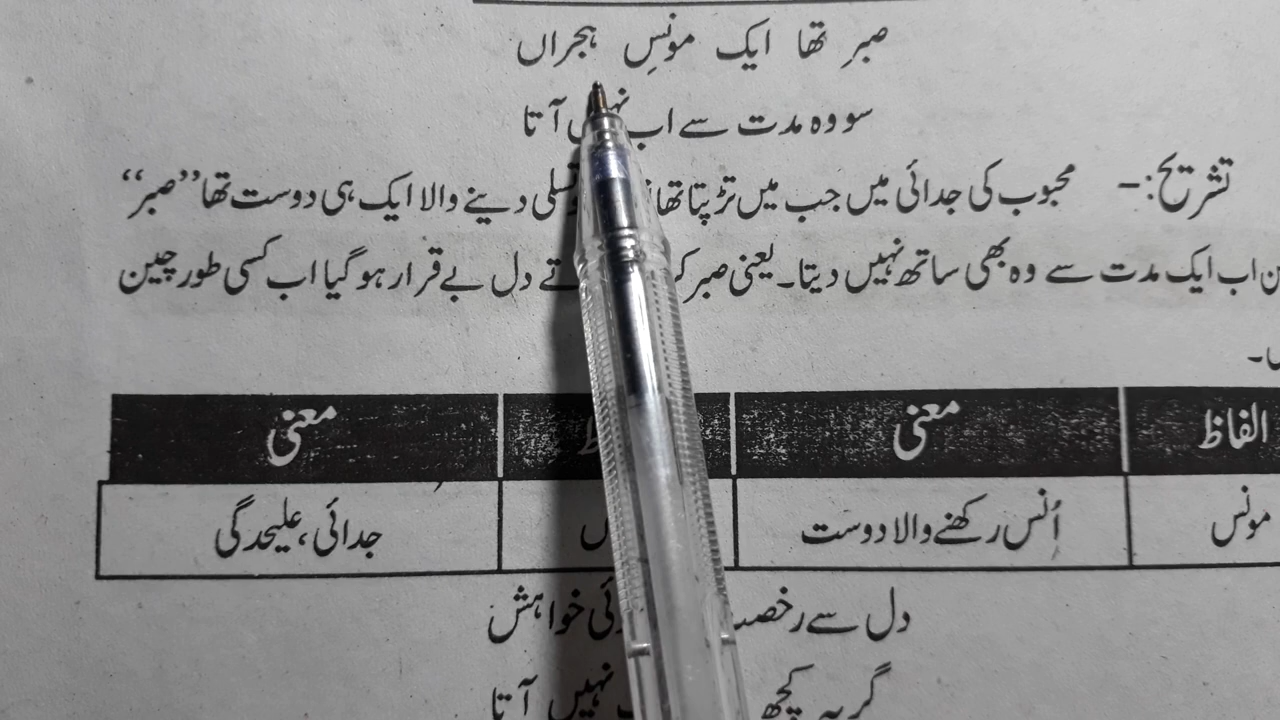 صبر تھا ایک مونسِ ہجراں
سو وہ مدت سے اب آتا
تشریح:- محبوب کی جدائی میں جب میں تڑپتا تھا دینے والا ایک ہی دوست تھا ”صبر“
اب ایک مدت سے وہ بھی ساتھ نہیں دیتا۔ یعنی صبر دل بے قرار ہو گیا اب کسی طور چین
الفاظ معنی معنی
مونس اُنس رکھنے والا دوست جدائی، علیحدگی
دل سے خواہش
گریہ کچھ نہیں آتا